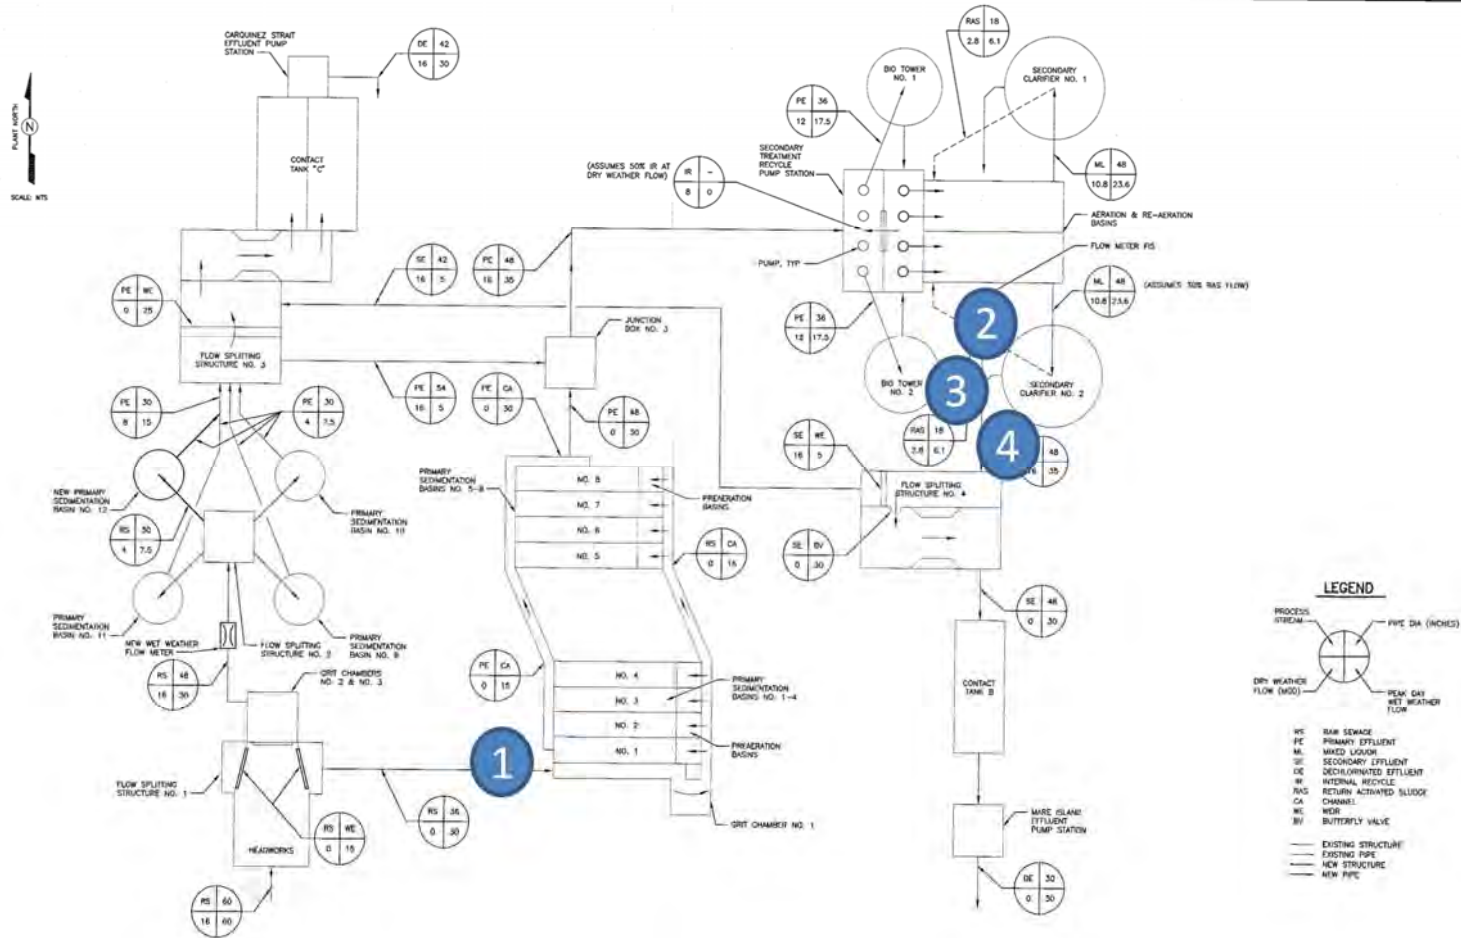 CARQUINEZ STRAIT
EFFLUENT PUMP
STATION
DE 42
16 30
PLANT NORTH
N
SCALE: NTS
CONTACT
TANK "C"
RAS 18
2.8 6.1
BIO TOWER
NO. 1
SECONDARY
CLARIFIER NO. 1
PE 36
12 17.5
SECONDARY
TREATMENT
RECYCLE
PUMP STATION
(ASSUMES 50% IR AT
DRY WEATHER FLOW)
IR -
8 0
ML 48
10.8 23.6
AERATION & RE-AERATION
BASINS
FLOW METER FIS
PUMP, TYP
ML 48
10.8 23.6
(ASSUMES 30% RAS FLOW)
SE 42
16 5
PE 48
16 35
PE WE
0 25
FLOW SPLITTING
STRUCTURE NO. 3
JUNCTION
BOX NO. 3
PE 36
12 17.5
2
BIO TOWER
NO. 2
3
SECONDARY
CLARIFIER NO. 2
PE 54
16 5
PE CA
0 30
PE 48
0 30
PE 30
8 15
PE 30
4 7.5
RAS 18
2.8 6.1
4
48
16 35
SE WE
16 5
FLOW SPLITTING
STRUCTURE NO. 4
SE BV
0 30
PRIMARY
SEDIMENTATION
BASINS NO. 5-8
NO. 8
NO. 7
NO. 6
NO. 5
PREAERATION
BASINS
RS CA
0 15
NEW PRIMARY
SEDIMENTATION
BASIN NO. 12
RS 30
4 7.5
PRIMARY
SEDIMENTATION
BASIN NO. 10
PRIMARY
SEDIMENTATION
BASIN NO. 11
NEW WET WEATHER
FLOW METER
FLOW SPLITTING
STRUCTURE NO. 2
PRIMARY
SEDIMENTATION
BASIN NO. 9
RS 48
16 30
GRIT CHAMBERS
NO. 2 & NO. 3
PE CA
0 15
NO. 4
NO. 3
NO. 2
NO. 1
PRIMARY
SEDIMENTATION
BASINS NO. 1-4
PREAERATION
BASINS
1
FLOW SPLITTING
STRUCTURE NO. 1
RS 36
0 30
GRIT CHAMBER NO. 1
HEADWORKS
RS WE
0 15
RS 60
16 60
SE 48
0 30
CONTACT
TANK B
MARE ISLAND
EFFLUENT
PUMP STATION
DE 30
0 30
LEGEND
PROCESS
STREAM
PIPE DIA (INCHES)
DRY WEATHER
FLOW (MGD)
PEAK DAY
WET WEATHER
FLOW
RS RAW SEWAGE
PE PRIMARY EFFLUENT
ML MIXED LIQUOR
SE SECONDARY EFFLUENT
DE DECHLORINATED EFFLUENT
IR INTERNAL RECYCLE
RAS RETURN ACTIVATED SLUDGE
CA CHANNEL
WE WEIR
BV BUTTERFLY VALVE
EXISTING STRUCTURE
EXISTING PIPE
NEW STRUCTURE
NEW PIPE